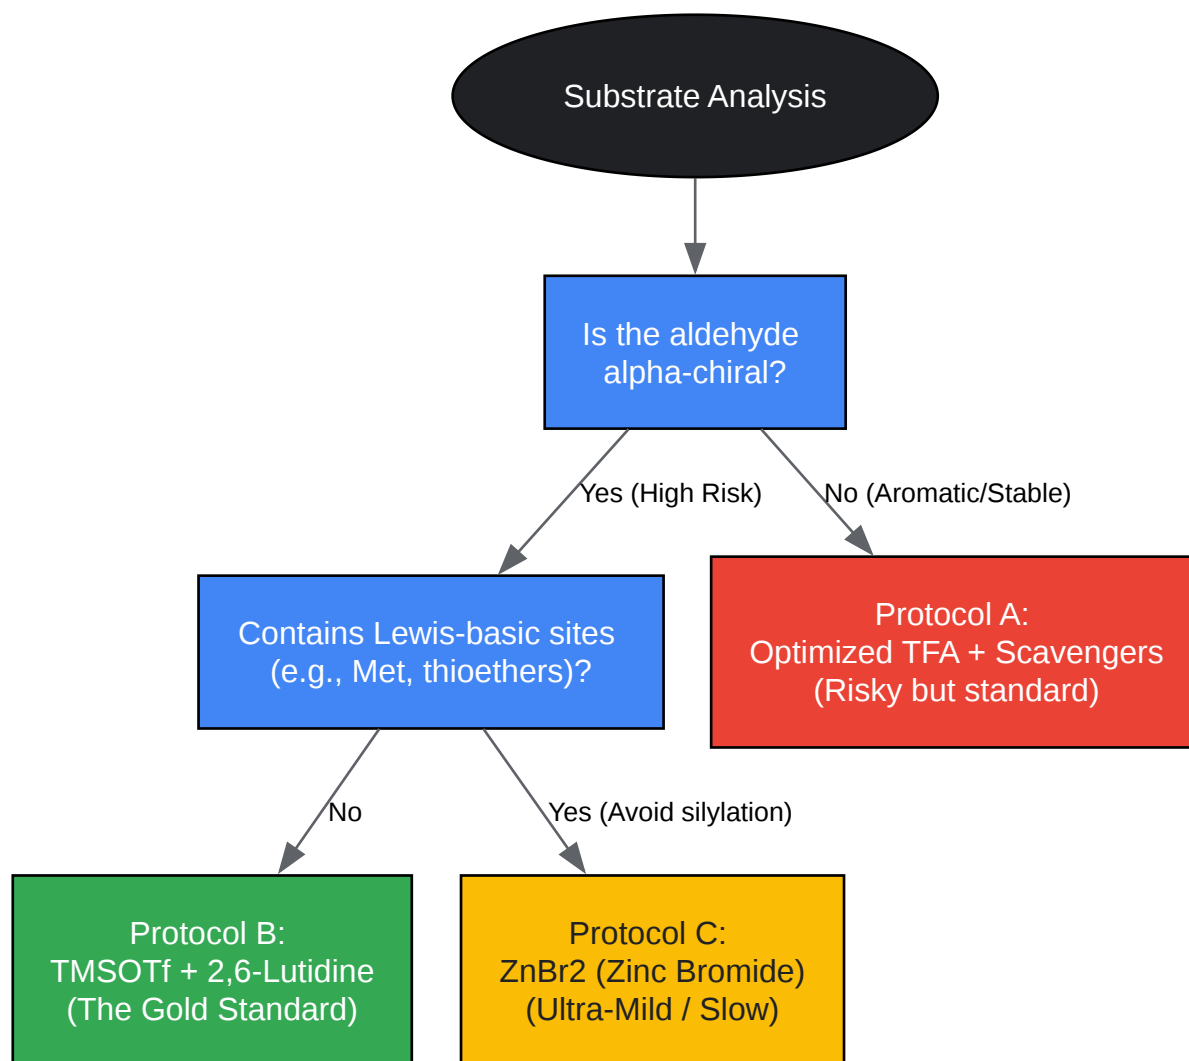 Substrate Analysis
Is the aldehyde
alpha-chiral?
Yes (High Risk)
No (Aromatic/Stable)
Contains Lewis-basic sites
(e.g., Met, thioethers)?
Protocol A:
Optimized TFA + Scavengers
(Risky but standard)
No
Yes (Avoid silylation)
Protocol B:
TMSOTf + 2,6-Lutidine
(The Gold Standard)
Protocol C:
ZnBr2 (Zinc Bromide)
(Ultra-Mild / Slow)